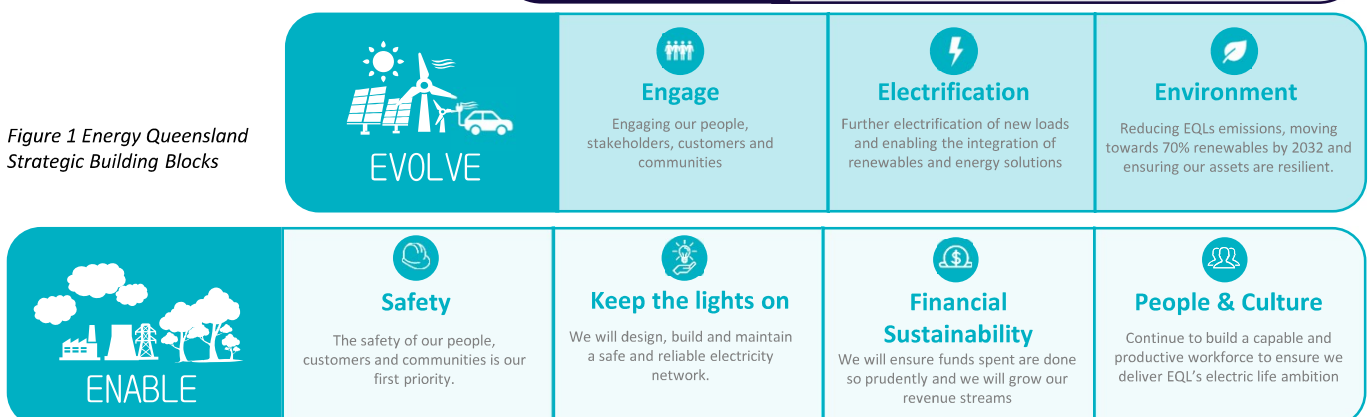 Figure 1 Energy Queensland
Strategic Building Blocks
EVOLVE
Engage
Engaging our people,
stakeholders, customers and
communities
Electrification
Further electrification of new loads
and enabling the integration of
renewables and energy solutions
Environment
Reducing EQLs emissions, moving
towards 70% renewables by 2032 and
ensuring our assets are resilient.
ENABLE
Safety
The safety of our people,
customers and communities is our
first priority.
Keep the lights on
We will design, build and maintain
a safe and reliable electricity
network.
Financial
Sustainability
We will ensure funds spent are done
so prudently and we will grow our
revenue streams
People & Culture
Continue to build a capable and
productive workforce to ensure we
deliver EQL’s electric life ambition